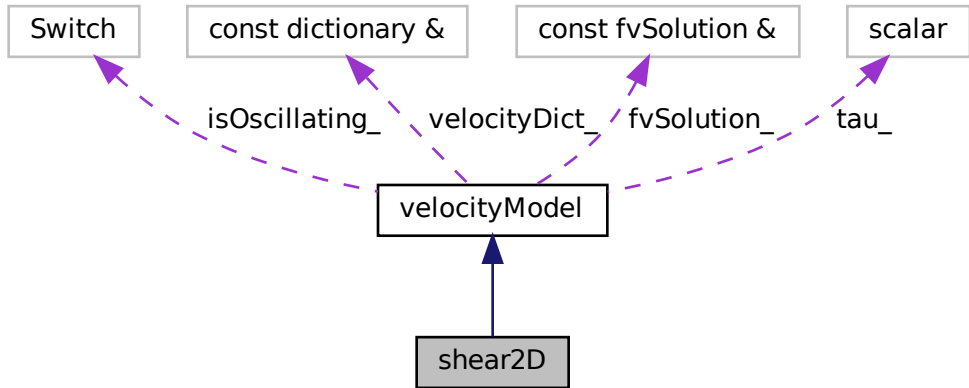 Switch
const dictionary &
const fvSolution &
scalar
isOscillating_
velocityDict_
fvSolution_
tau_
velocityModel
shear2D